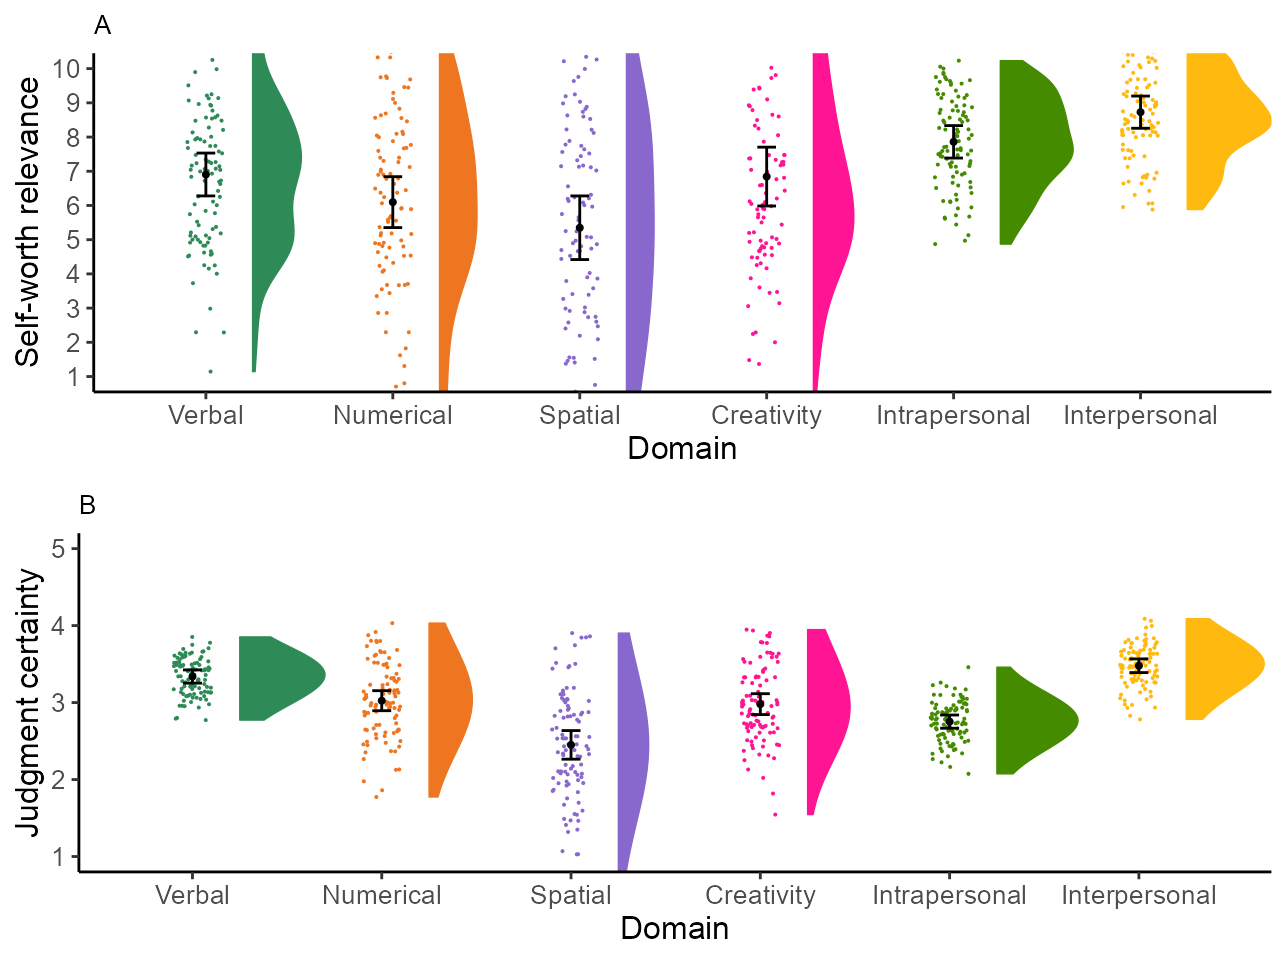 A
Self-worth relevance
10
9
8
7
6
5
4
3
2
1
Verbal Numerical Spatial Creativity Intrapersonal Interpersonal
Domain
B
Judgment certainty
5
4
3
2
1
Verbal Numerical Spatial Creativity Intrapersonal Interpersonal
Domain